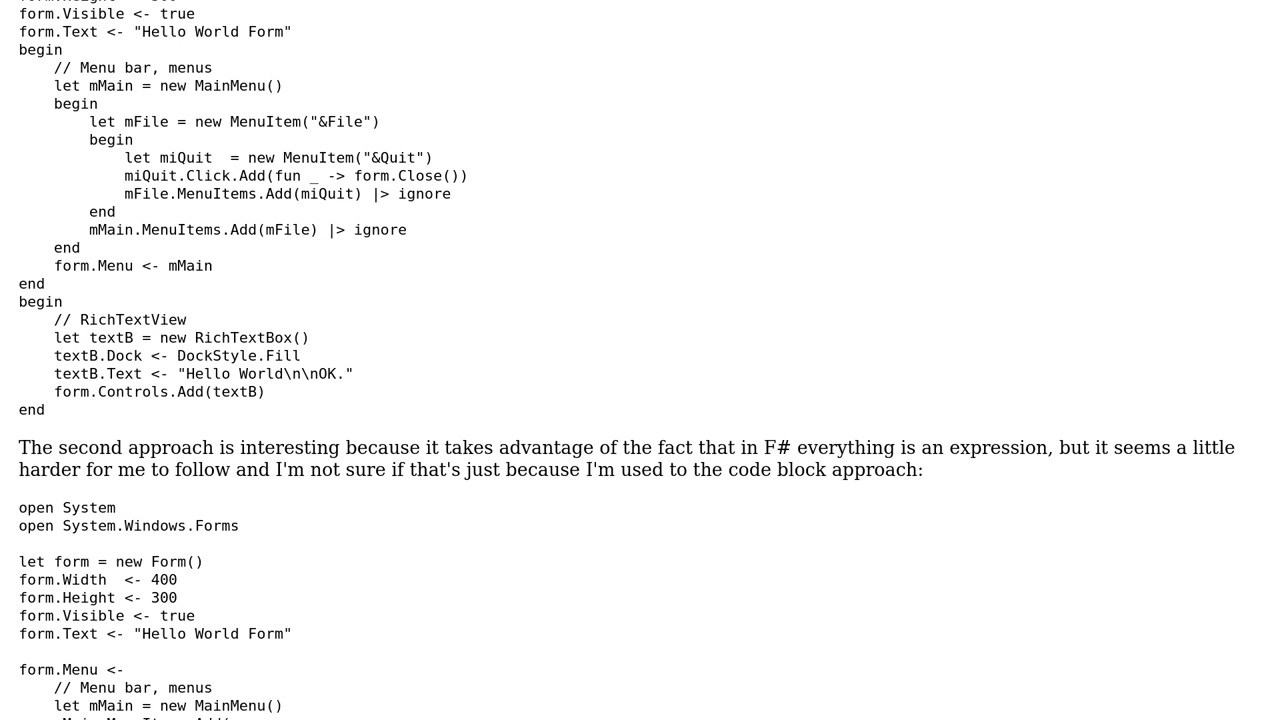 form.Visible <- true
form.Text <- "Hello World Form"
begin
    // Menu bar, menus
    let mMain = new MainMenu()
    begin
        let mFile = new MenuItem("&File")
        begin
            let miQuit  = new MenuItem("&Quit")
            miQuit.Click.Add(fun _ -> form.Close())
            mFile.MenuItems.Add(miQuit) |> ignore
        end
        mMain.MenuItems.Add(mFile) |> ignore
    end
    form.Menu <- mMain
end
begin
    // RichTextView
    let textB = new RichTextBox()
    textB.Dock <- DockStyle.Fill
    textB.Text <- "Hello World\n\nOK."
    form.Controls.Add(textB)
end
The second approach is interesting because it takes advantage of the fact that in F# everything is an expression, but it seems a little
harder for me to follow and I'm not sure if that's just because I'm used to the code block approach:
open System
open System.Windows.Forms
let form = new Form()
form.Width  <- 400
form.Height <- 300
form.Visible <- true
form.Text <- "Hello World Form"
form.Menu <-
    // Menu bar, menus
    let mMain = new MainMenu()